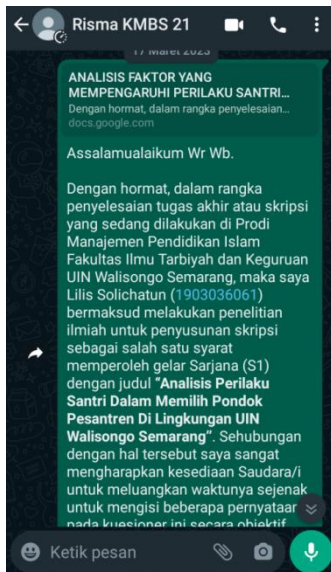 Risma KMBS 21
17 Maret 2023
ANALISIS FAKTOR YANG
MEMPENGARUHI PERILAKU SANTRI...
Dengan hormat, dalam rangka penyelesaian...
docs.google.com
Assalamualaikum Wr Wb.
Dengan hormat, dalam rangka
penyelesaian tugas akhir atau skripsi
yang sedang dilakukan di Prodi
Manajemen Pendidikan Islam
Fakultas Ilmu Tarbiyah dan Keguruan
UIN Walisongo Semarang, maka saya
Lilis Solichatun (1903036061)
bermaksud melakukan penelitian
ilmiah untuk penyusunan skripsi
sebagai salah satu syarat
memperoleh gelar Sarjana (S1)
dengan judul "Analisis Perilaku
Santri Dalam Memilih Pondok
Pesantren Di Lingkungan UIN
Walisongo Semarang". Sehubungan
dengan hal tersebut saya sangat
mengharapkan kesediaan Saudara/i
untuk meluangkan waktunya sejenak
untuk mengisi beberapa pernyataan
pada kuesioner ini secara objektif
Ketik pesan